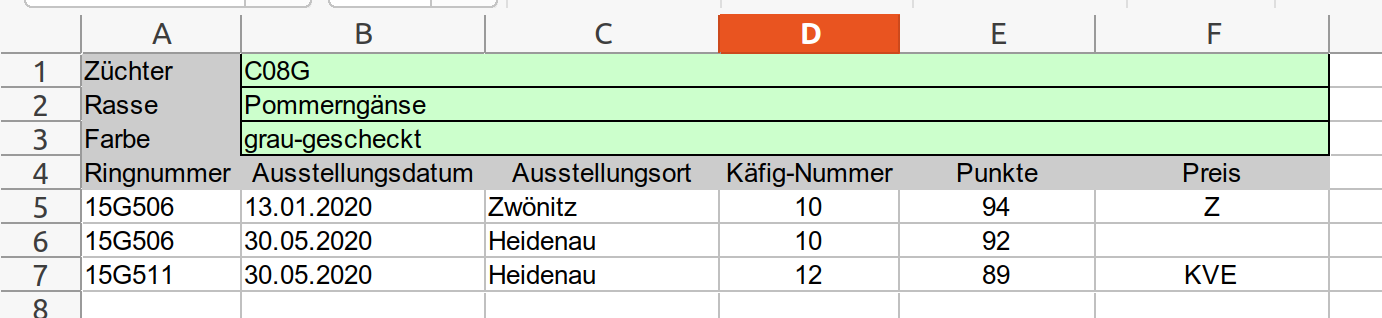 A B C D E F
1 Züchter C08G
2 Rasse Pommerngänse
3 Farbe grau-gescheckt
4 Ringnummer Ausstellungsdatum Ausstellungsort Käfig-Nummer Punkte Preis
5 15G506 13.01.2020 Zwönitz 10 94 Z
6 15G506 30.05.2020 Heidenau 10 92
7 15G511 30.05.2020 Heidenau 12 89 KVE
8